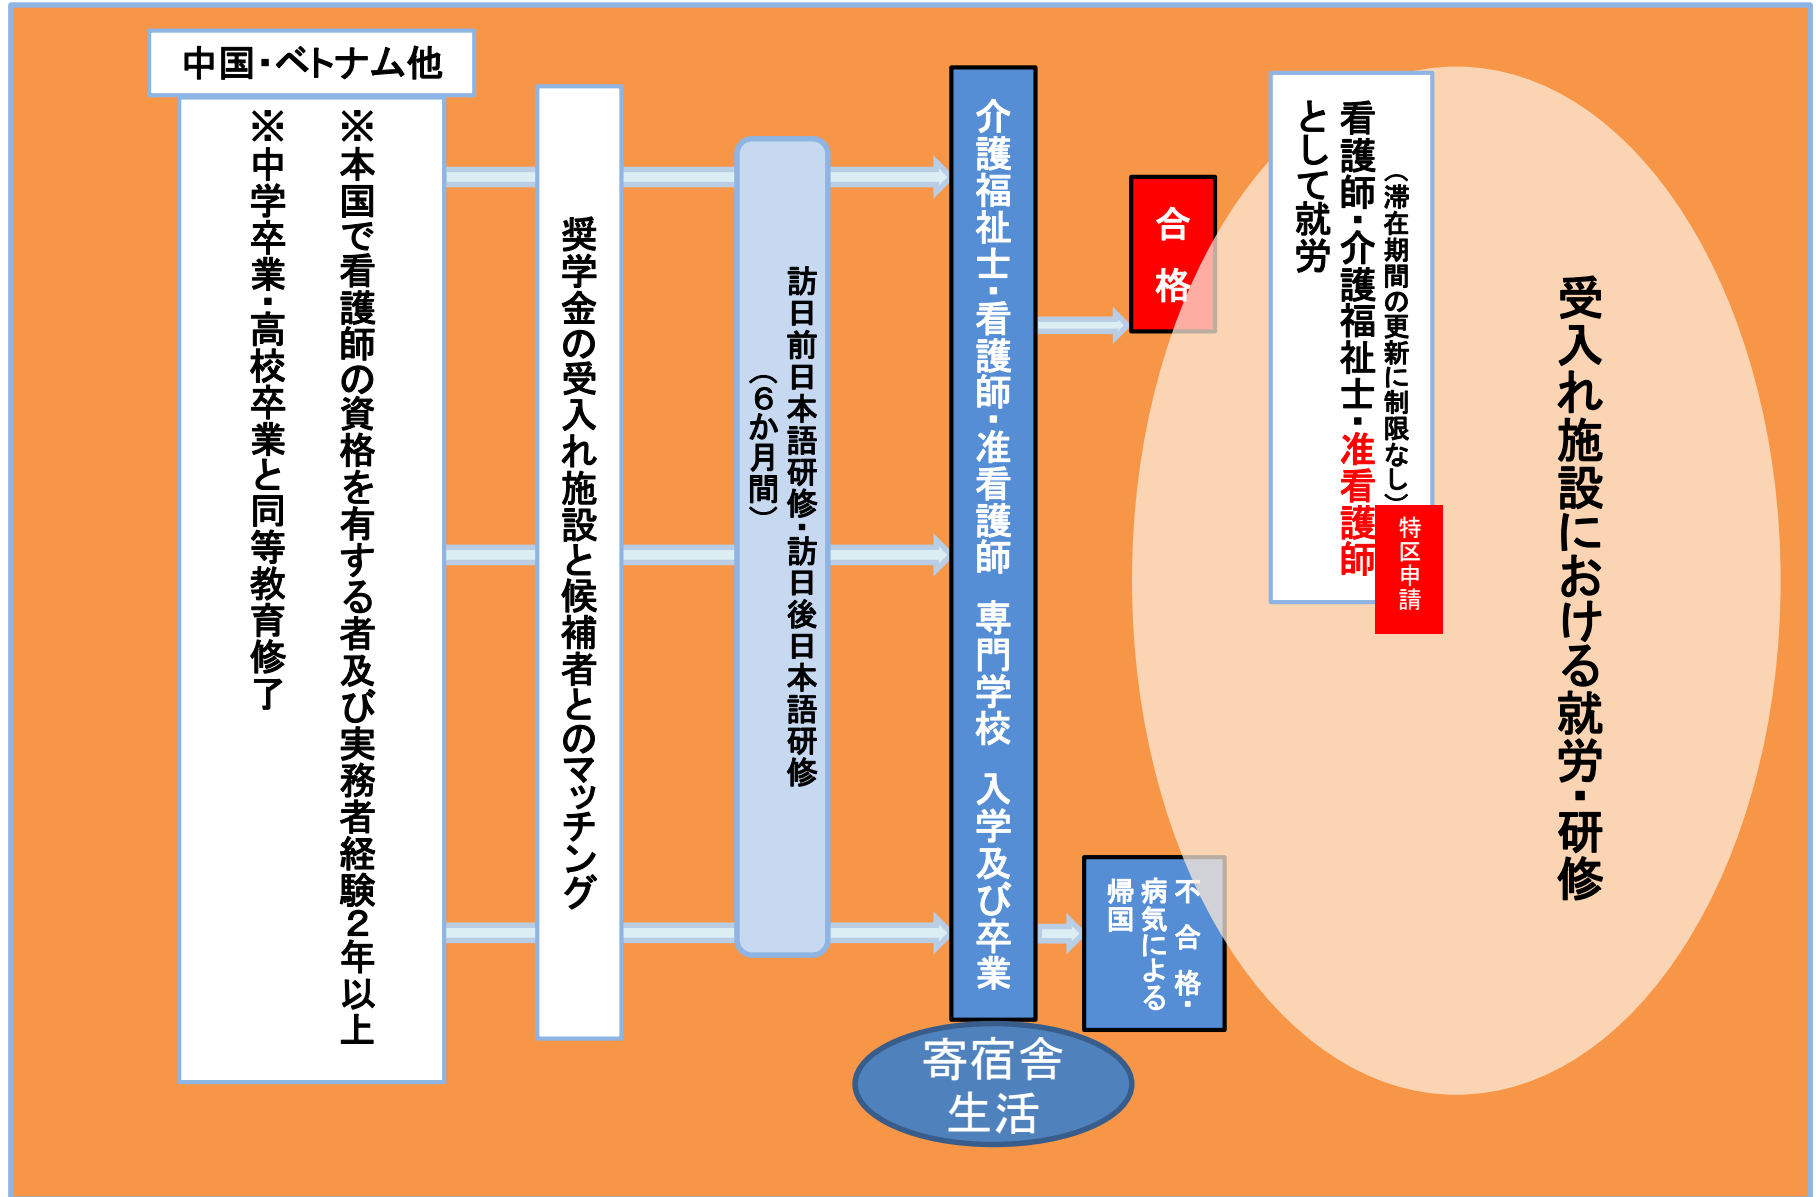 中国・ベトナム他
※本国で看護師の資格を有する者及び実務者経験２年以上
※中学卒業・高校卒業と同等教育修了
奨学金の受入れ施設と候補者とのマッチング
訪日前日本語研修・訪日後日本語研修
（６か月間）
介護福祉士・看護師・准看護師 専門学校 入学及び卒業
寄宿舎
生活
合格
不合格・
病気による
帰国
（滞在期間の更新に制限なし）
看護師・介護福祉士・准看護師
として就労
特区申請
受入れ施設における就労・研修